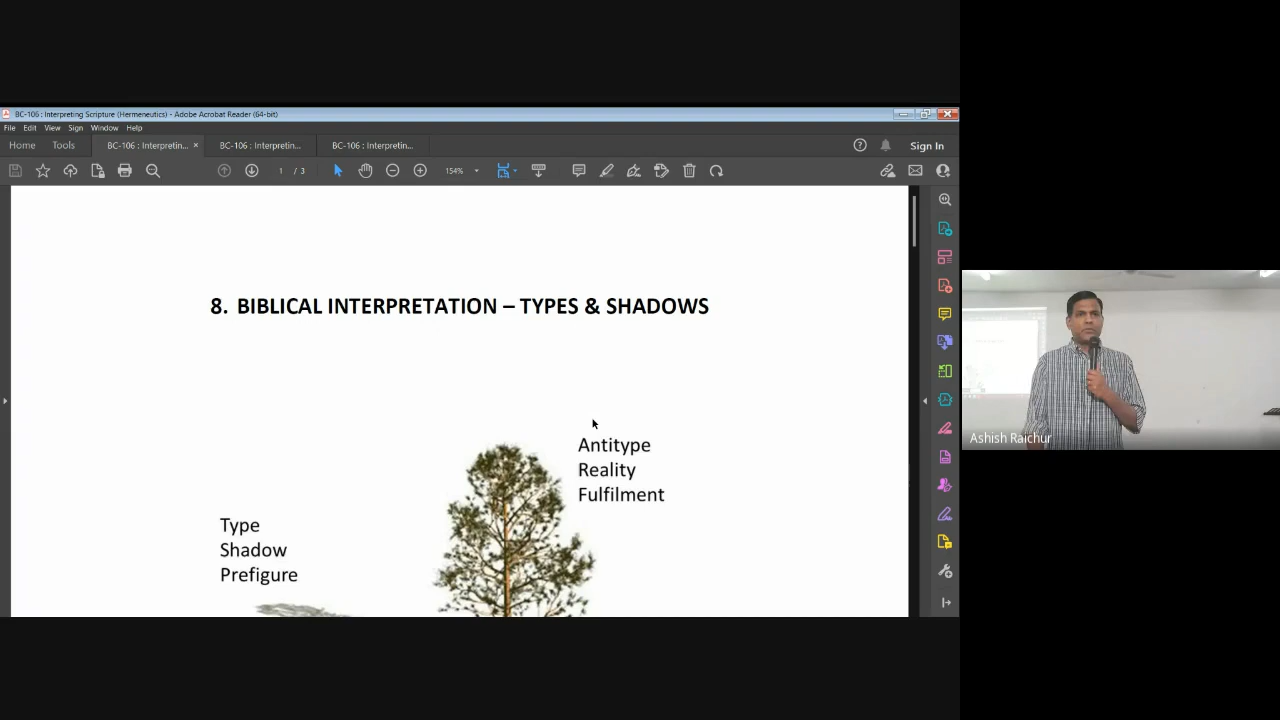 BC-106 : Interpreting Scripture (Hermeneutics) - Adobe Acrobat Reader (64-bit)
File Edit View Sign Window Help
Home Tools BC-106 : Interpretin... × BC-106 : Interpretin... BC-106 : Interpretin... Sign In
1 / 3 154%
8. BIBLICAL INTERPRETATION – TYPES & SHADOWS
Antitype
Reality
Fulfilment
Type
Shadow
Prefigure
Ashish Raichur